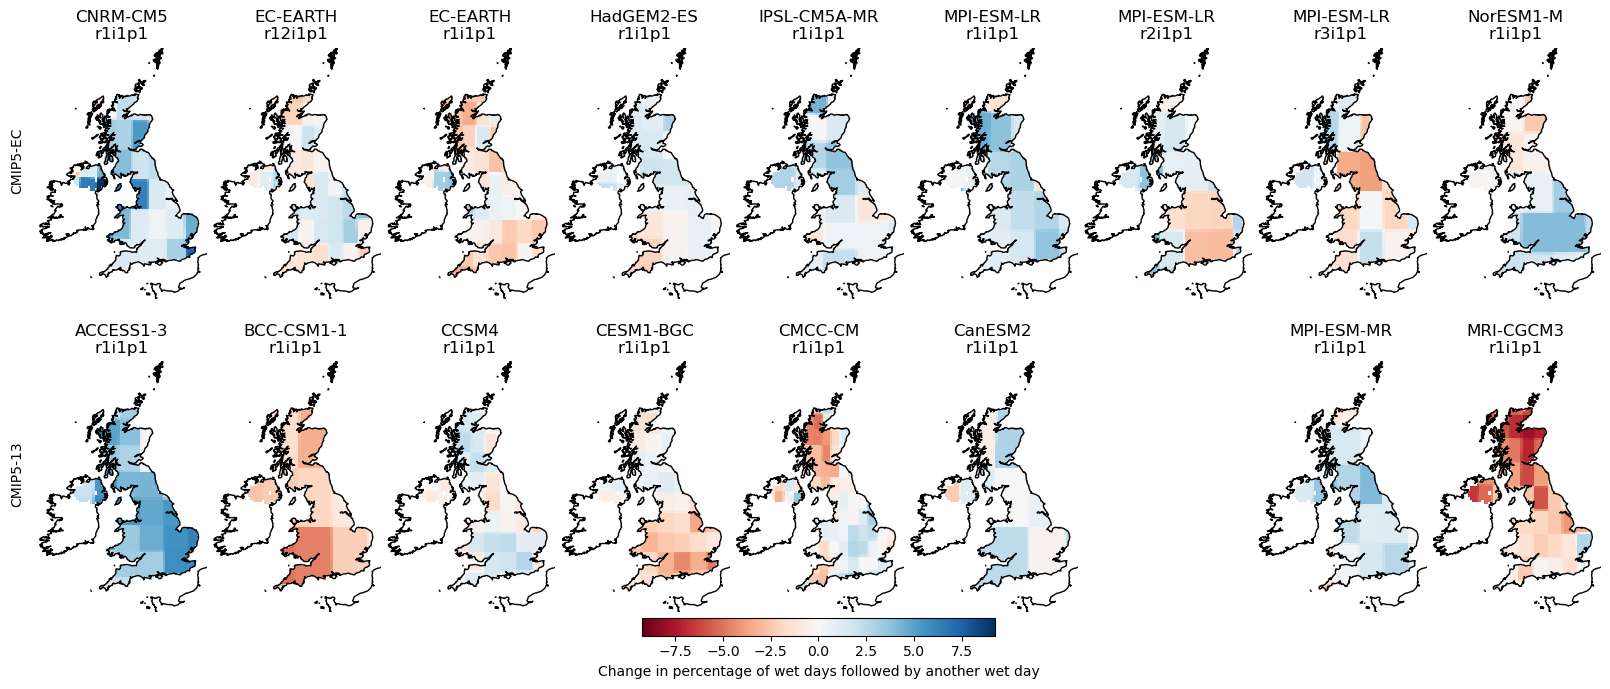 CNRM-CM5 EC-EARTH EC-EARTH HadGEM2-ES IPSL-CM5A-MR MPI-ESM-LR MPI-ESM-LR MPI-ESM-LR NorESM1-M
r1i1p1 r12i1p1 r1i1p1 r1i1p1 r1i1p1 r1i1p1 r2i1p1 r3i1p1 r1i1p1
CMIP5-EC
ACCESS1-3 BCC-CSM1-1 CCSM4 CESM1-BGC CMCC-CM CanESM2 MPI-ESM-MR MRI-CGCM3
r1i1p1 r1i1p1 r1i1p1 r1i1p1 r1i1p1 r1i1p1 r1i1p1 r1i1p1
CMIP5-13
−7.5 −5.0 −2.5 0.0 2.5 5.0 7.5
Change in percentage of wet days followed by another wet day